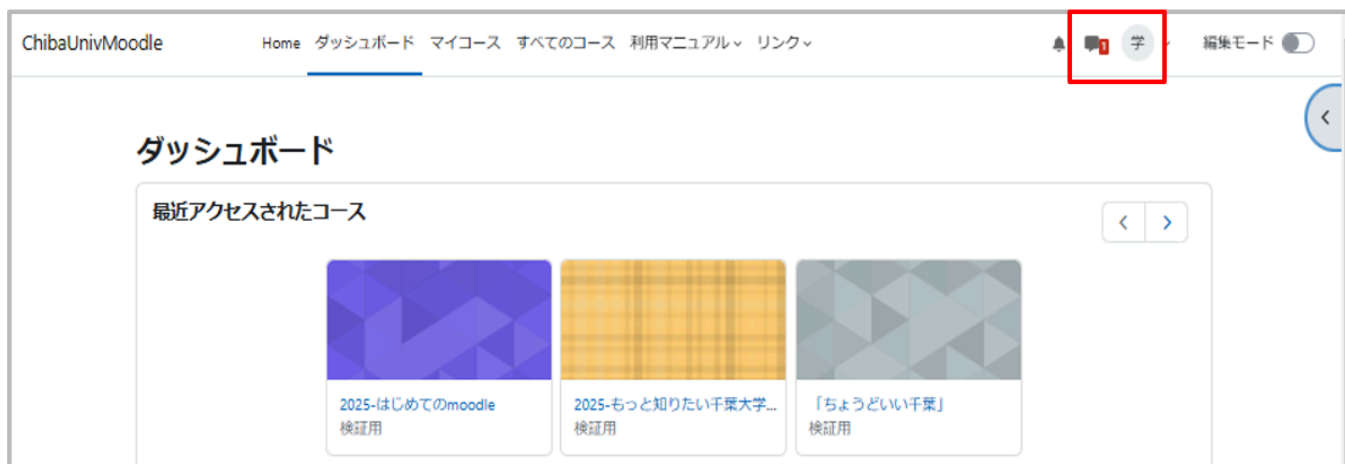 ChibaUnivMoodle Home ダッシュボード マイコース すべてのコース 利用マニュアル リンク 1 学 編集モード
ダッシュボード
最近アクセスされたコース
2025-はじめてのmoodle 2025-もっと知りたい千葉大学... 「ちょうどいい千葉」
検証用 検証用 検証用